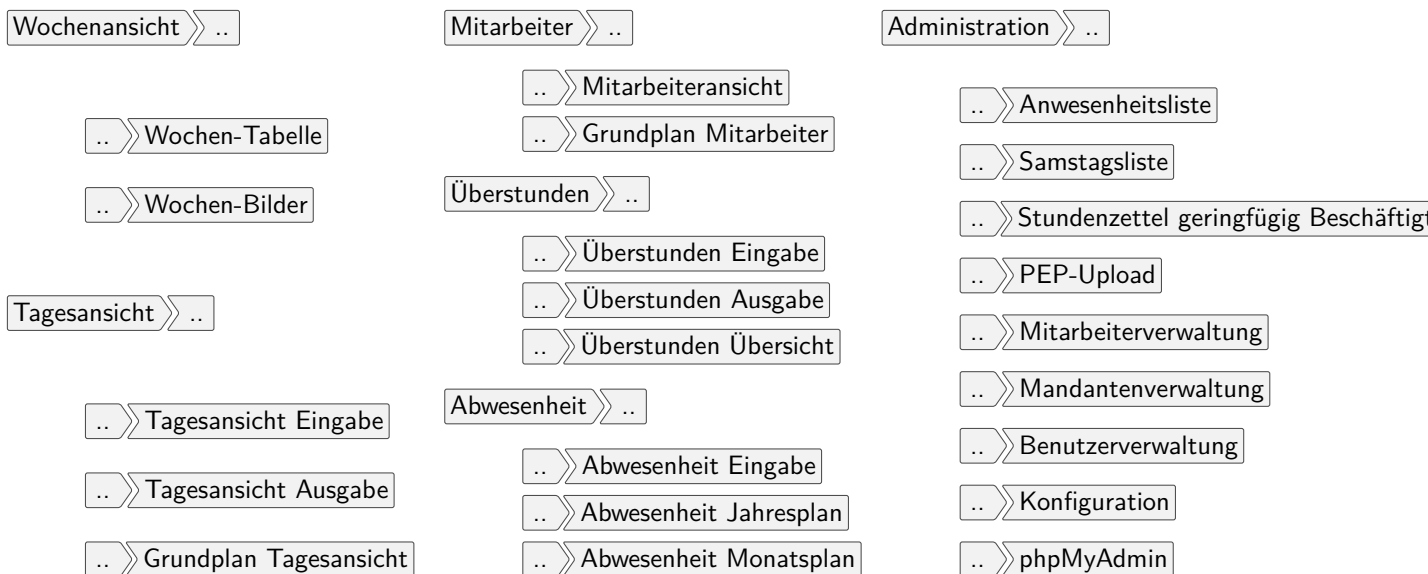 Wochenansicht ..
.. Wochen-Tabelle
.. Wochen-Bilder
Tagesansicht ..
.. Tagesansicht Eingabe
.. Tagesansicht Ausgabe
.. Grundplan Tagesansicht
Mitarbeiter ..
.. Mitarbeiteransicht
.. Grundplan Mitarbeiter
Überstunden ..
.. Überstunden Eingabe
.. Überstunden Ausgabe
.. Überstunden Übersicht
Abwesenheit ..
.. Abwesenheit Eingabe
.. Abwesenheit Jahresplan
.. Abwesenheit Monatsplan
Administration ..
.. Anwesenheitsliste
.. Samstagsliste
.. Stundenzettel geringfügig Beschäftigt
.. PEP-Upload
.. Mitarbeiterverwaltung
.. Mandantenverwaltung
.. Benutzerverwaltung
.. Konfiguration
.. phpMyAdmin